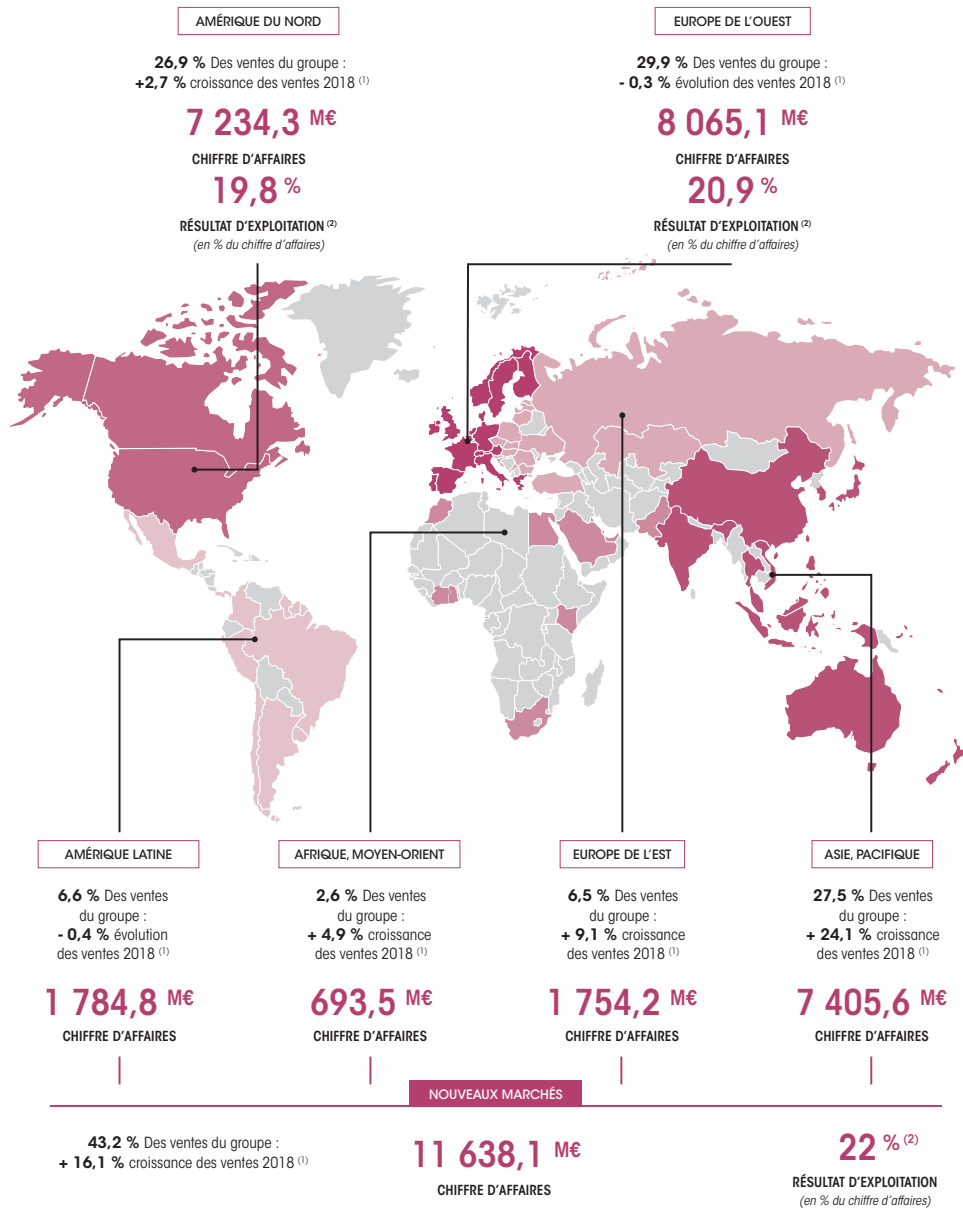 AMÉRIQUE DU NORD
26,9 % Des ventes du groupe :
+2,7 % croissance des ventes 2018 (1)
7 234,3 M€
CHIFFRE D'AFFAIRES
19,8 %
RÉSULTAT D'EXPLOITATION (2)
(en % du chiffre d'affaires)
EUROPE DE L'OUEST
29,9 % Des ventes du groupe :
- 0,3 % évolution des ventes 2018 (1)
8 065,1 M€
CHIFFRE D'AFFAIRES
20,9 %
RÉSULTAT D'EXPLOITATION (2)
(en % du chiffre d'affaires)
AMÉRIQUE LATINE
6,6 % Des ventes
du groupe :
- 0,4 % évolution
des ventes 2018 (1)
1 784,8 M€
CHIFFRE D'AFFAIRES
AFRIQUE, MOYEN-ORIENT
2,6 % Des ventes
du groupe :
+ 4,9 % croissance
des ventes 2018 (1)
693,5 M€
CHIFFRE D'AFFAIRES
EUROPE DE L'EST
6,5 % Des ventes
du groupe :
+ 9,1 % croissance
des ventes 2018 (1)
1 754,2 M€
CHIFFRE D'AFFAIRES
ASIE, PACIFIQUE
27,5 % Des ventes
du groupe :
+ 24,1 % croissance
des ventes 2018 (1)
7 405,6 M€
CHIFFRE D'AFFAIRES
NOUVEAUX MARCHÉS
43,2 % Des ventes du groupe :
+ 16,1 % croissance des ventes 2018 (1)
11 638,1 M€
CHIFFRE D'AFFAIRES
22 % (2)
RÉSULTAT D'EXPLOITATION
(en % du chiffre d'affaires)